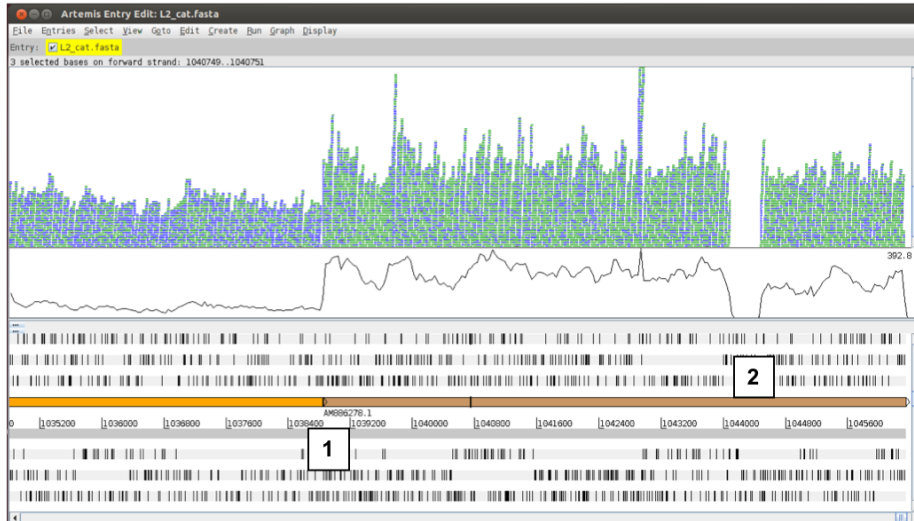 Artemis Entry Edit: L2_cat.fasta
File Entries Select View Goto Edit Create Run Graph Display
Entry: L2_cat.fasta
3 selected bases on forward strand: 1040749..1040751
392.8
2
AM886278.1
0 1035200 1036000 1036800 1037600 1038400 1039200 1040000 1040800 1041600 1042400 1043200 1044000 1044800 1045600
1